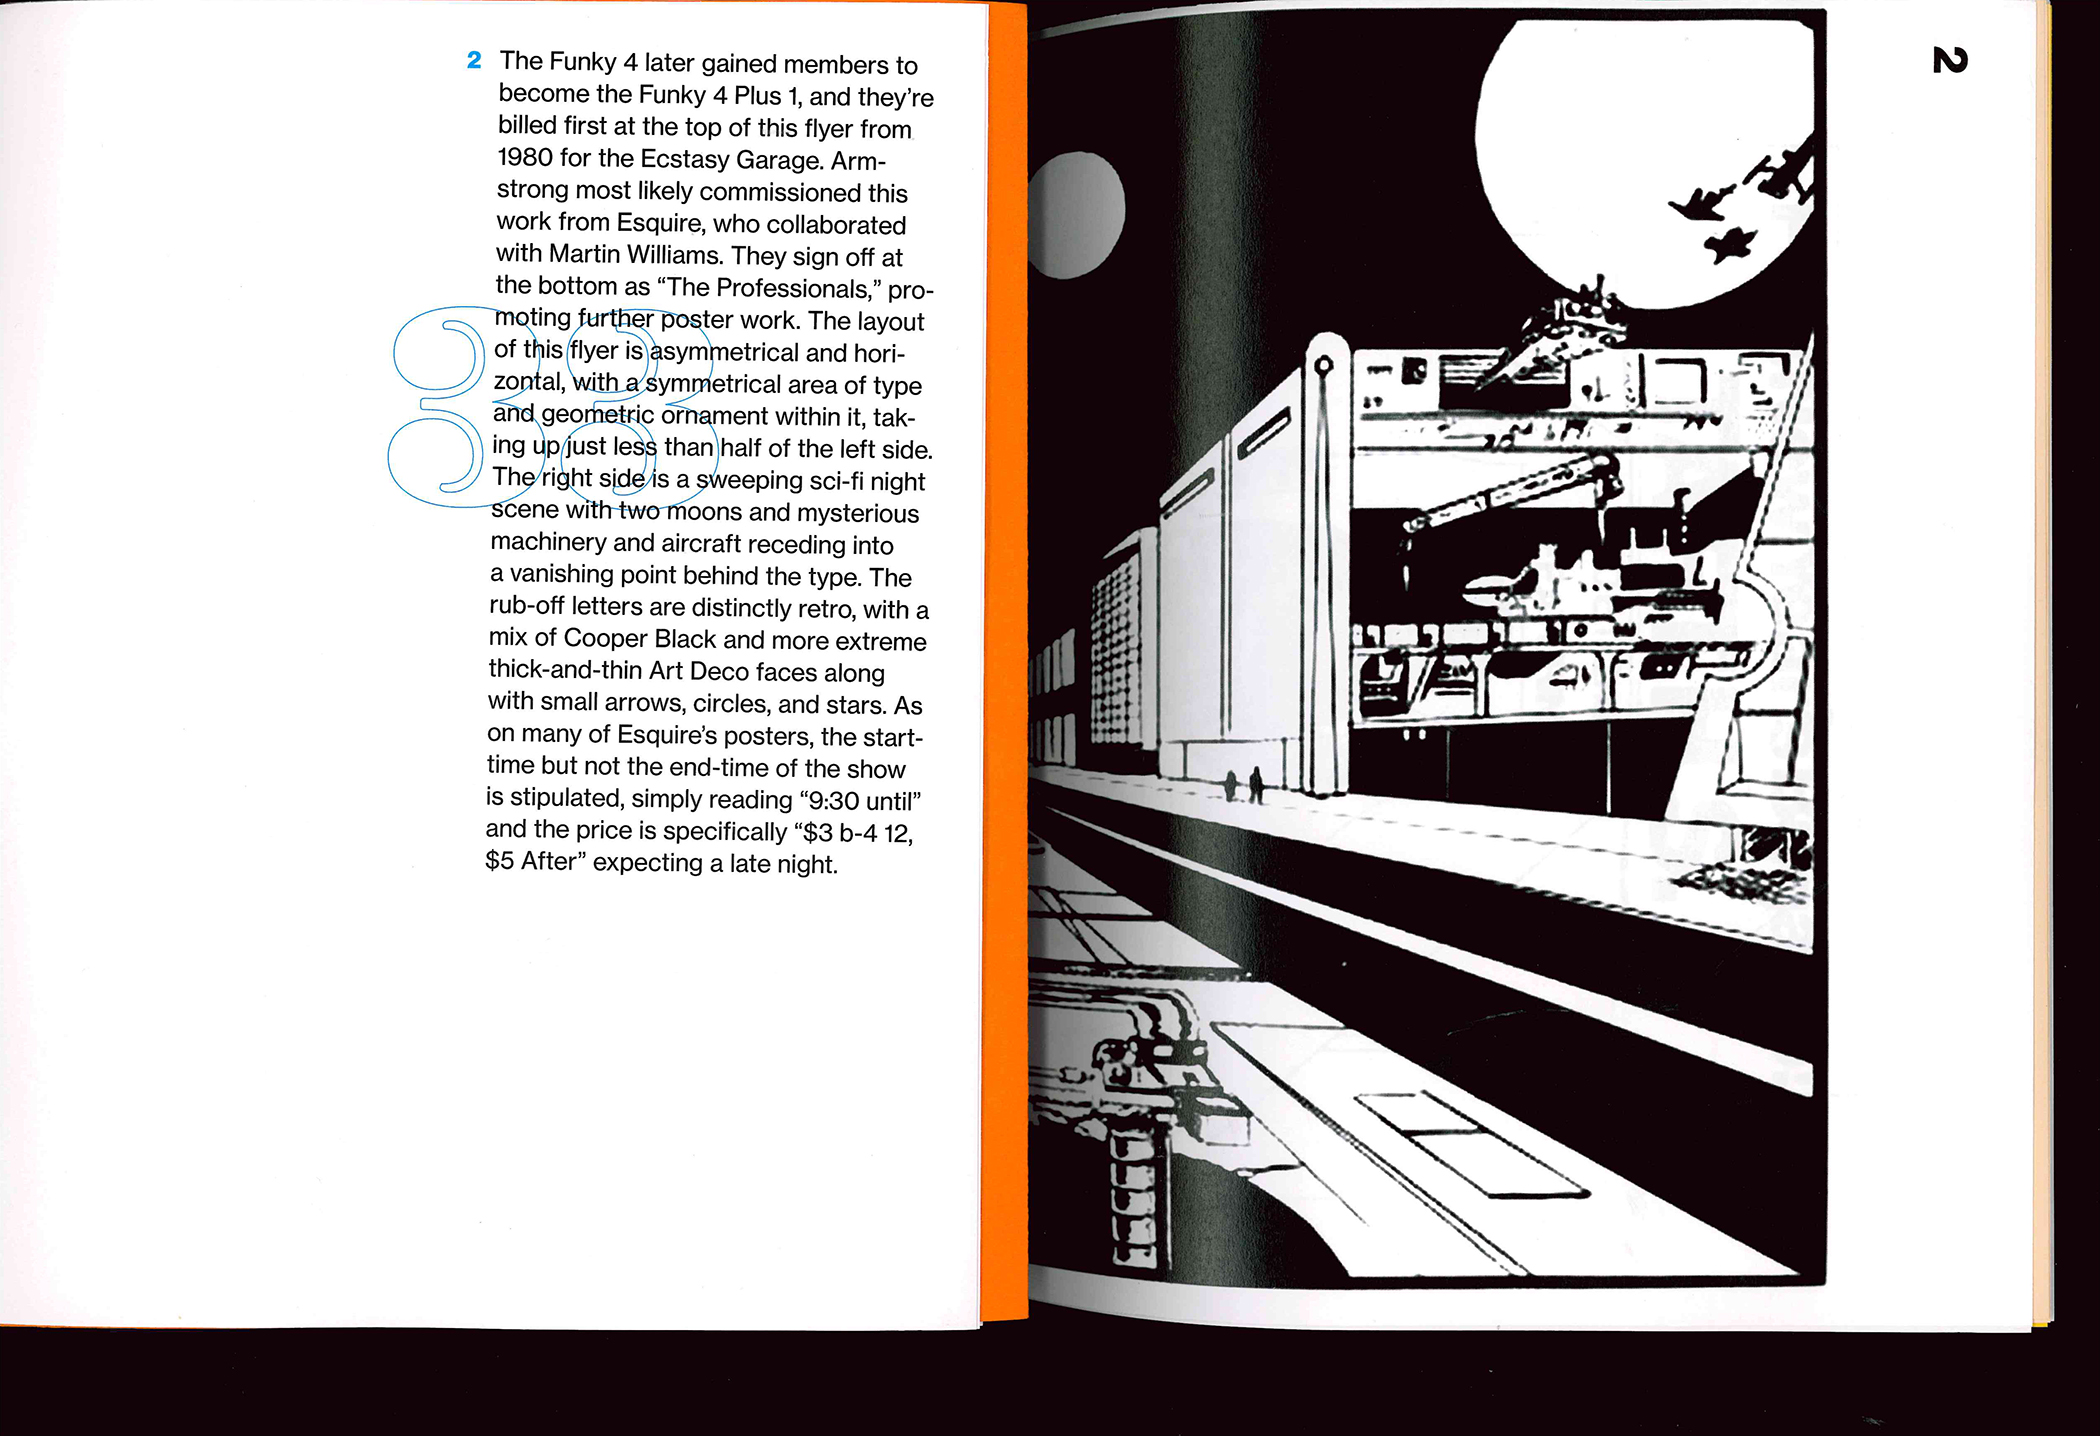 2 The Funky 4 later gained members to
become the Funky 4 Plus 1, and they’re
billed first at the top of this flyer from
1980 for the Ecstasy Garage. Arm-
strong most likely commissioned this
work from Esquire, who collaborated
with Martin Williams. They sign off at
the bottom as “The Professionals,” pro-
moting further poster work. The layout
of this flyer is asymmetrical and hori-
zontal, with a symmetrical area of type
and geometric ornament within it, tak-
ing up just less than half of the left side.
The right side is a sweeping sci-fi night
scene with two moons and mysterious
machinery and aircraft receding into
a vanishing point behind the type. The
rub-off letters are distinctly retro, with a
mix of Cooper Black and more extreme
thick-and-thin Art Deco faces along
with small arrows, circles, and stars. As
on many of Esquire’s posters, the start-
time but not the end-time of the show
is stipulated, simply reading “9:30 until”
and the price is specifically “$3 b-4 12,
$5 After” expecting a late night.
33
2